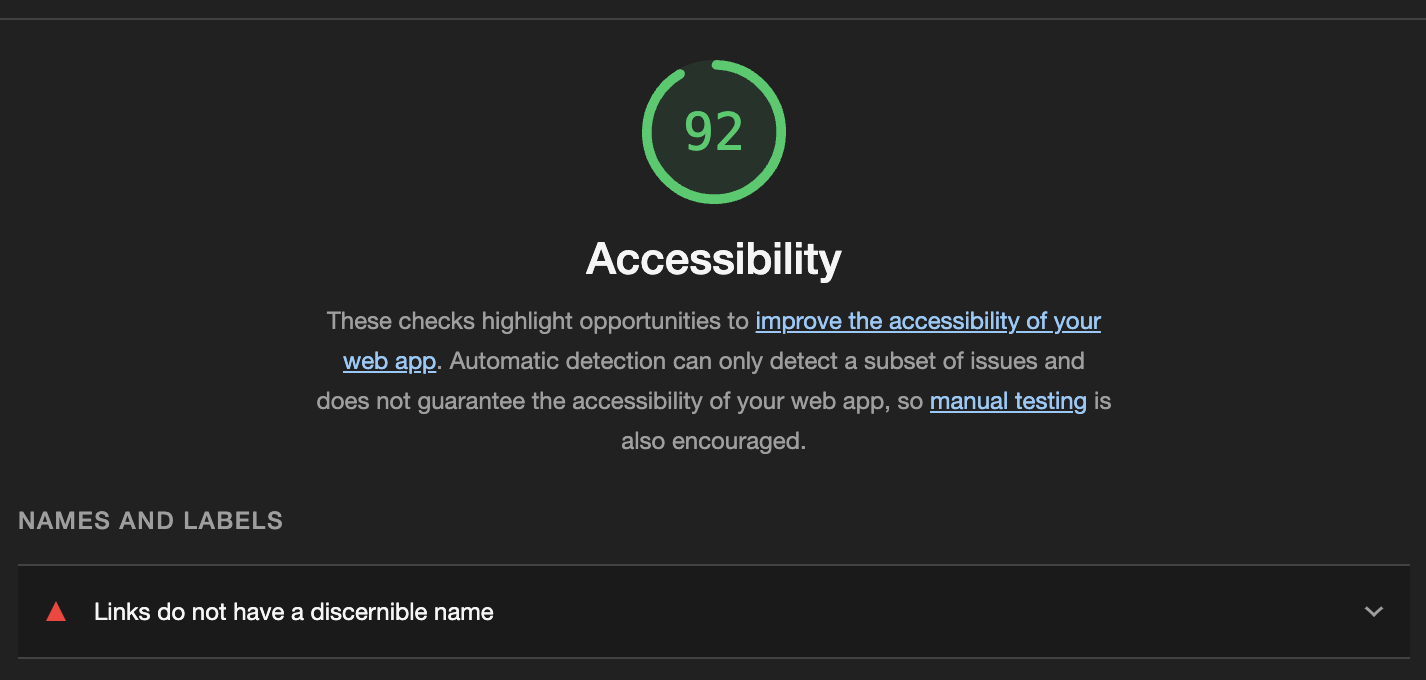 92
Accessibility
These checks highlight opportunities to improve the accessibility of your
web app. Automatic detection can only detect a subset of issues and
does not guarantee the accessibility of your web app, so manual testing is
also encouraged.
NAMES AND LABELS
Links do not have a discernible name